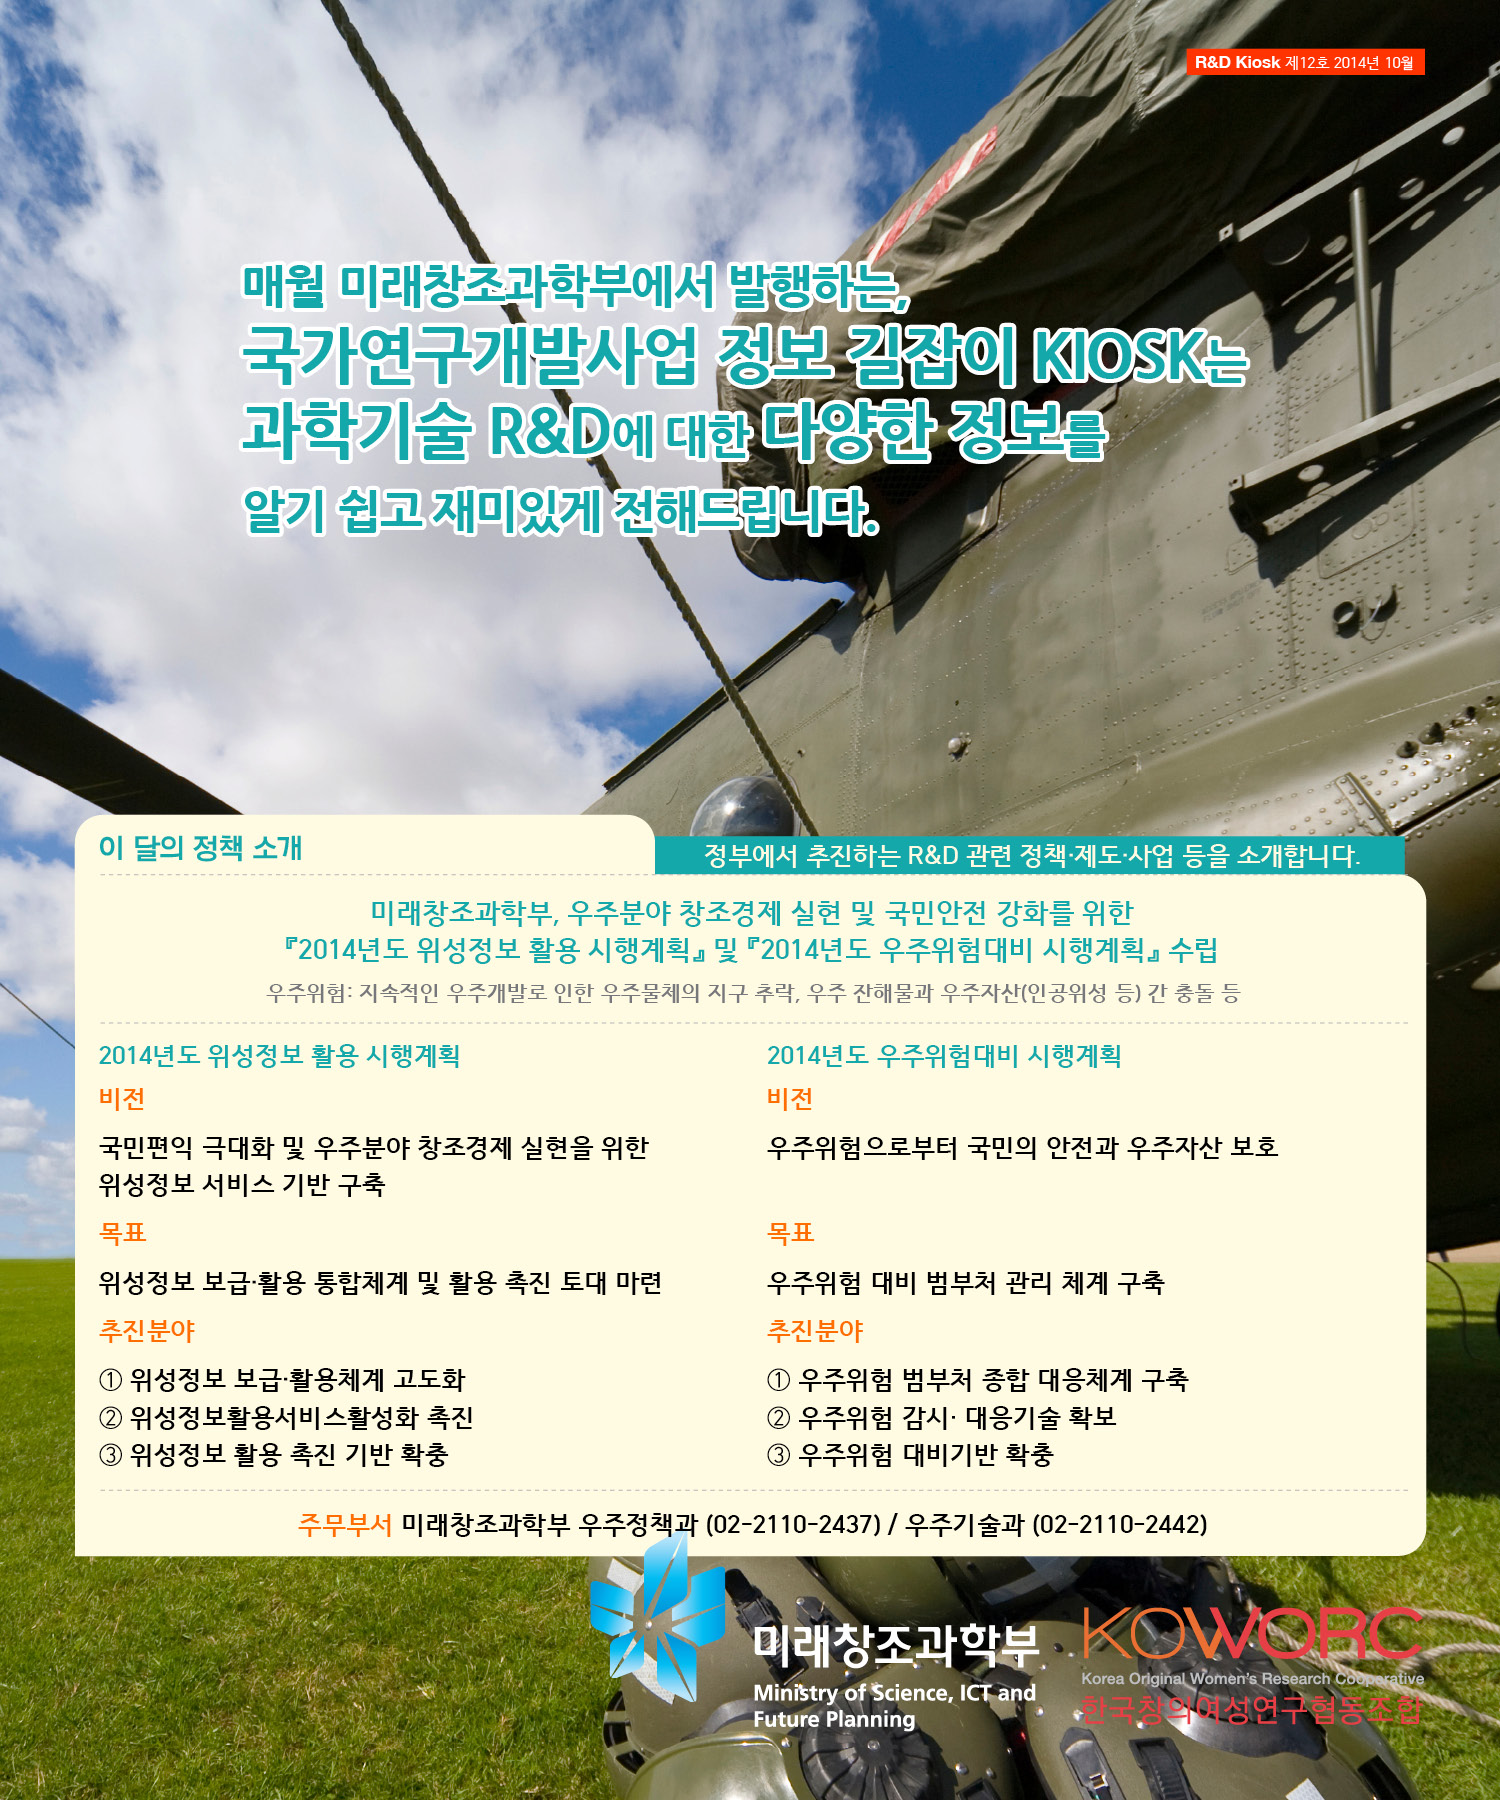 R&D Kiosk 제12호 2014년 10월
매월 미래창조과학부에서 발행하는,
국가연구개발사업 정보 길잡이 KIOSK는
과학기술 R&D에 대한 다양한 정보를
알기 쉽고 재미있게 전해드립니다.
이 달의 정책 소개
정부에서 추진하는 R&D 관련 정책·제도·사업 등을 소개합니다.
미래창조과학부, 우주분야 창조경제 실현 및 국민안전 강화를 위한
『2014년도 위성정보 활용 시행계획』 및 『2014년도 우주위험대비 시행계획』 수립
우주위험: 지속적인 우주개발로 인한 우주물체의 지구 추락, 우주 잔해물과 우주자산(인공위성 등) 간 충돌 등
2014년도 위성정보 활용 시행계획
비전
국민편익 극대화 및 우주분야 창조경제 실현을 위한
위성정보 서비스 기반 구축
목표
위성정보 보급·활용 통합체계 및 활용 촉진 토대 마련
추진분야
① 위성정보 보급·활용체계 고도화
② 위성정보활용서비스활성화 촉진
③ 위성정보 활용 촉진 기반 확충
2014년도 우주위험대비 시행계획
비전
우주위험으로부터 국민의 안전과 우주자산 보호
목표
우주위험 대비 범부처 관리 체계 구축
추진분야
① 우주위험 범부처 종합 대응체계 구축
② 우주위험 감시· 대응기술 확보
③ 우주위험 대비기반 확충
주무부서 미래창조과학부 우주정책과 (02-2110-2437) / 우주기술과 (02-2110-2442)
미래창조과학부
Ministry of Science, ICT and
Future Planning
KOWORC
Korea Original Women's Research Cooperative
한국창의여성연구협동조합